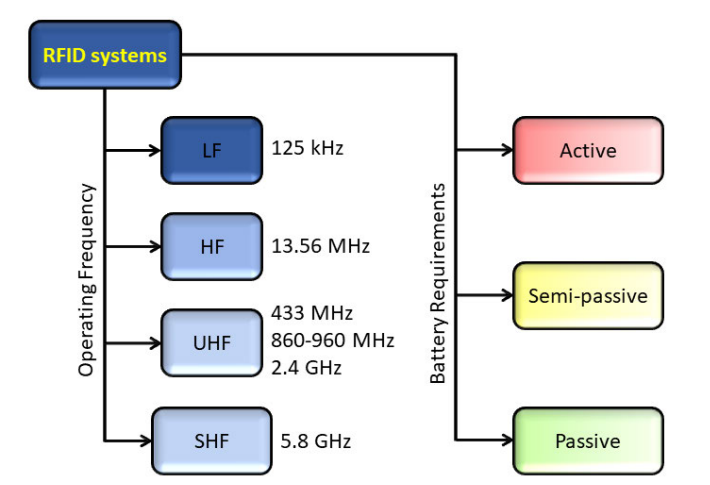 RFID systems
Operating Frequency
LF
125 kHz
HF
13.56 MHz
UHF
433 MHz
860-960 MHz
2.4 GHz
SHF
5.8 GHz
Battery Requirements
Active
Semi-passive
Passive